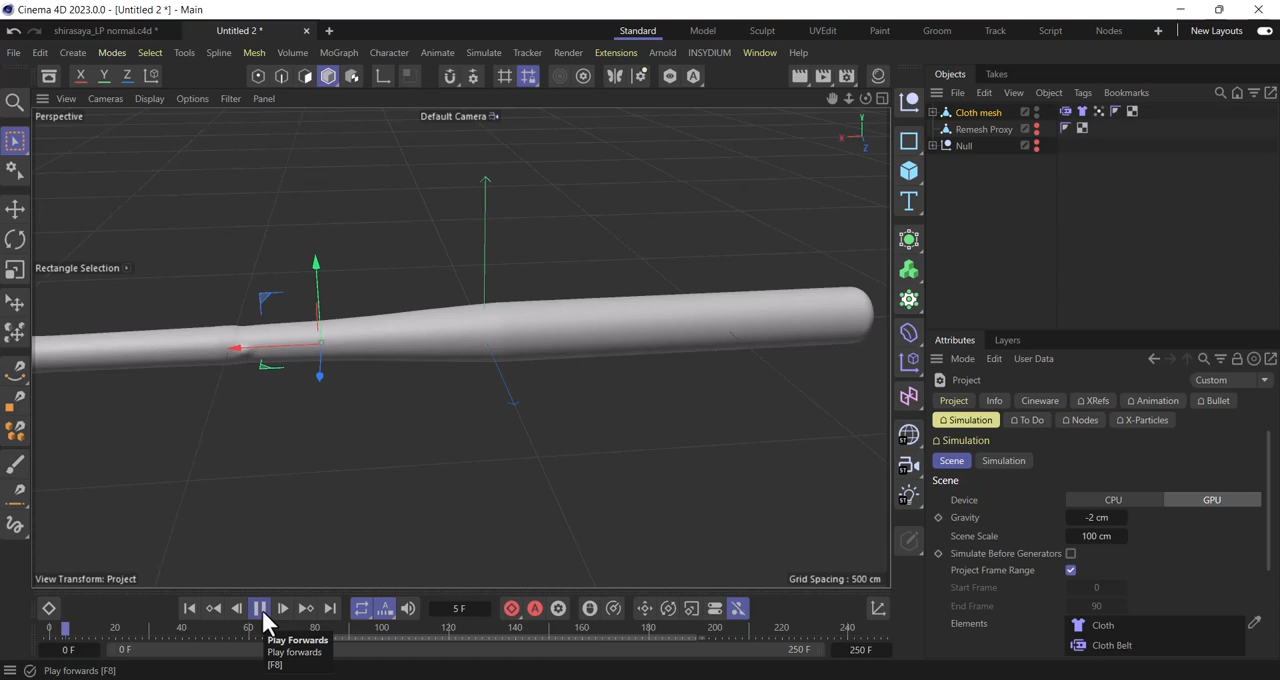 Cinema 4D 2023.0.0 - [Untitled 2 *] - Main
shirasaya_LP normal.c4d *
Untitled 2 *
Standard Model Sculpt UVEdit Paint Groom Track Script Nodes New Layouts
File Edit Create Modes Select Tools Spline Mesh Volume MoGraph Character Animate Simulate Tracker Render Extensions Arnold INSYDIUM Window Help
X Y Z
Objects Takes
View Cameras Display Options Filter Panel
File Edit View Object Tags Bookmarks
Perspective
Default Camera
Y
X
Z
Cloth mesh
Remesh Proxy
Null
Rectangle Selection
Attributes Layers
Mode Edit User Data
Project
Custom
Project Info Cineware XRefs Animation Bullet
Simulation To Do Nodes X-Particles
Simulation
Scene Simulation
Scene
Device CPU GPU
Gravity -2 cm
Scene Scale 100 cm
Simulate Before Generators
Project Frame Range
Start Frame 0
End Frame 90
Elements Cloth
Cloth Belt
View Transform: Project
Grid Spacing : 500 cm
5 F
0 20 40 60 80 100 120 140 160 180 200 220 240
0 F 0 F 250 F 250 F
Play Forwards
Play forwards
[F8]
Play forwards [F8]